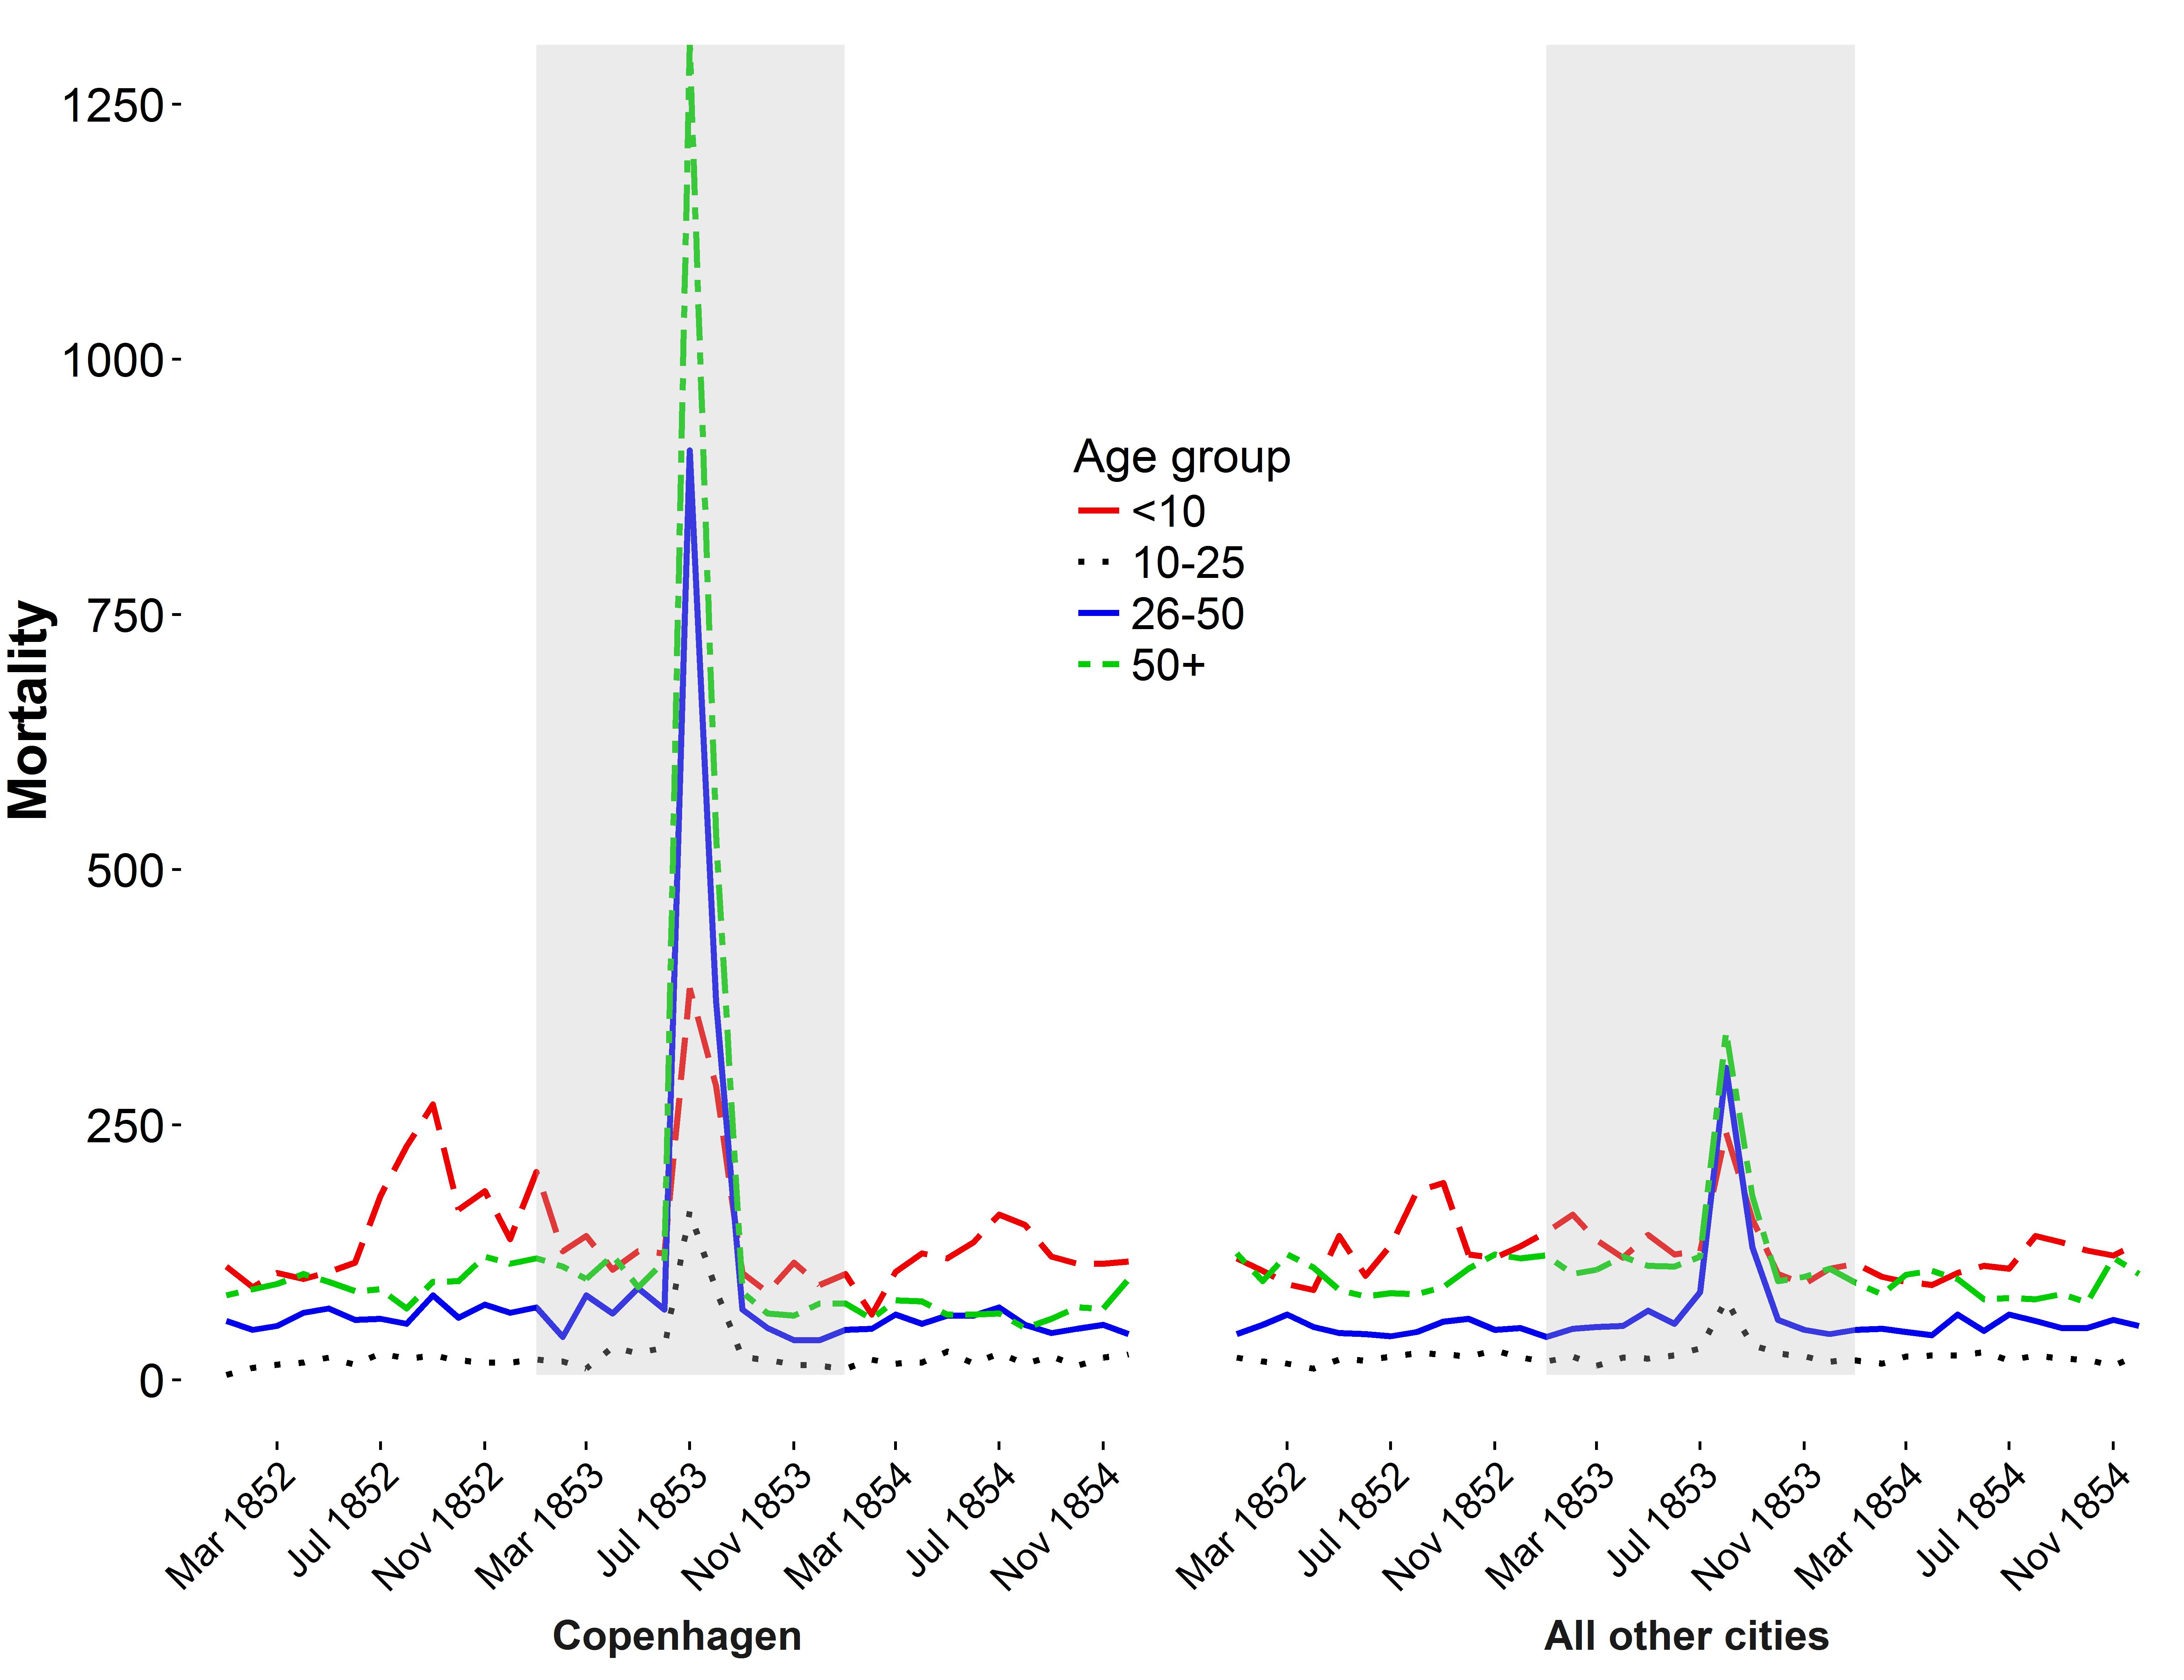 Mortality
1250
1000
750
500
250
0
Age group
<10
10-25
26-50
50+
Mar 1852
Jul 1852
Nov 1852
Mar 1853
Jul 1853
Nov 1853
Mar 1854
Jul 1854
Nov 1854
Mar 1852
Jul 1852
Nov 1852
Mar 1853
Jul 1853
Nov 1853
Mar 1854
Jul 1854
Nov 1854
Copenhagen
All other cities